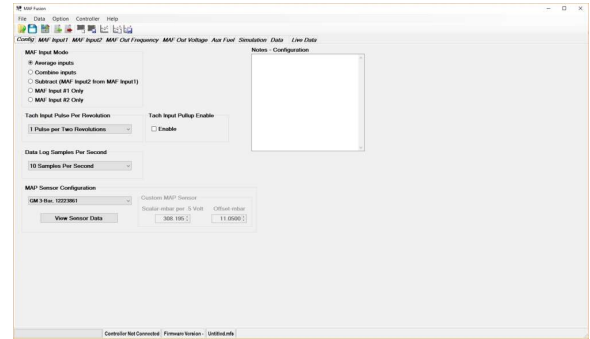 MAF Fusion
File Data Option Controller Help
Config MAF Input1 MAF Input2 MAF Out Frequency MAF Out Voltage Aux Fuel Simulation Data Live Data
MAF Input Mode
Average inputs
Combine inputs
Subtract (MAF Input2 from MAF Input1)
MAF Input #1 Only
MAF Input #2 Only
Notes - Configuration
Tach Input Pulse Per Revolution
1 Pulse per Two Revolutions
Tach Input Pullup Enable
Enable
Data Log Samples Per Second
10 Samples Per Second
MAP Sensor Configuration
GM 3-Bar, 12223861
View Sensor Data
Custom MAP Sensor
Scalar-mbar per .5 Volt Offset-mbar
308.195 11.0500
Controller Not Connected Firmware Version - Untitled.mfs